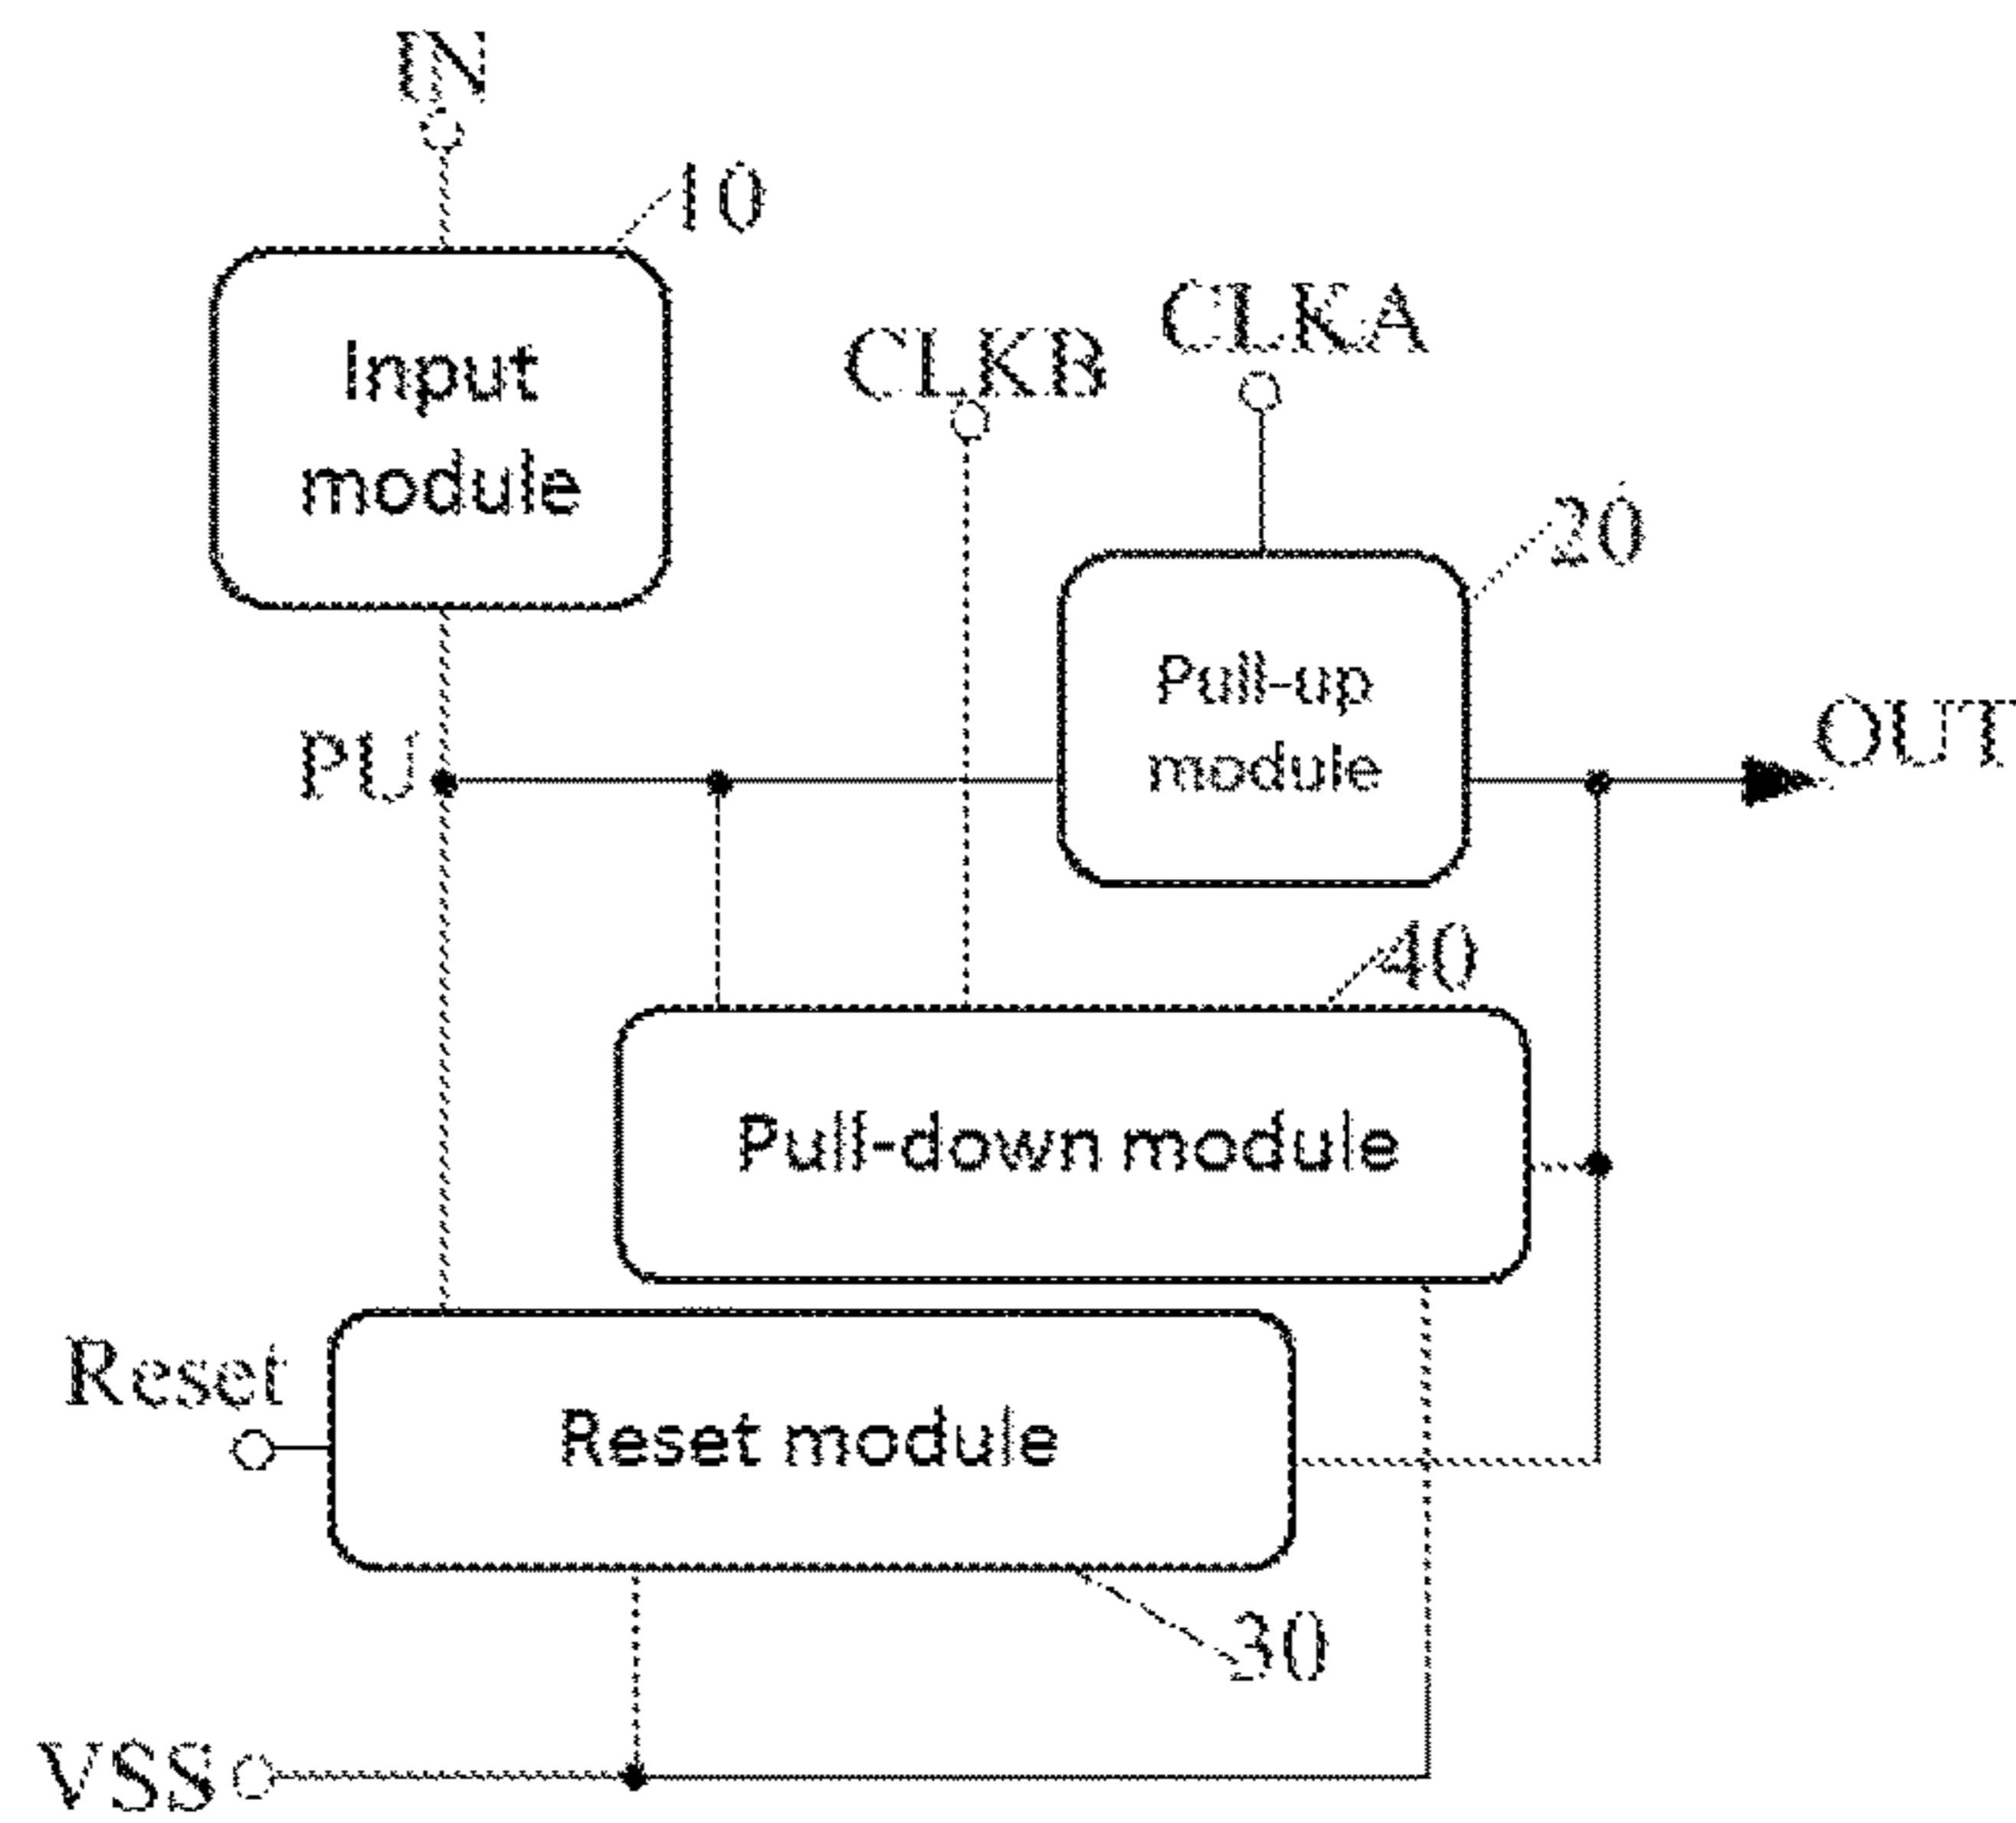 IN
10
Input
module
CLKA
CLKB
20
Pull-up
module
OUT
PU
40
Pull-down module
Reset
Reset module
30
VSS